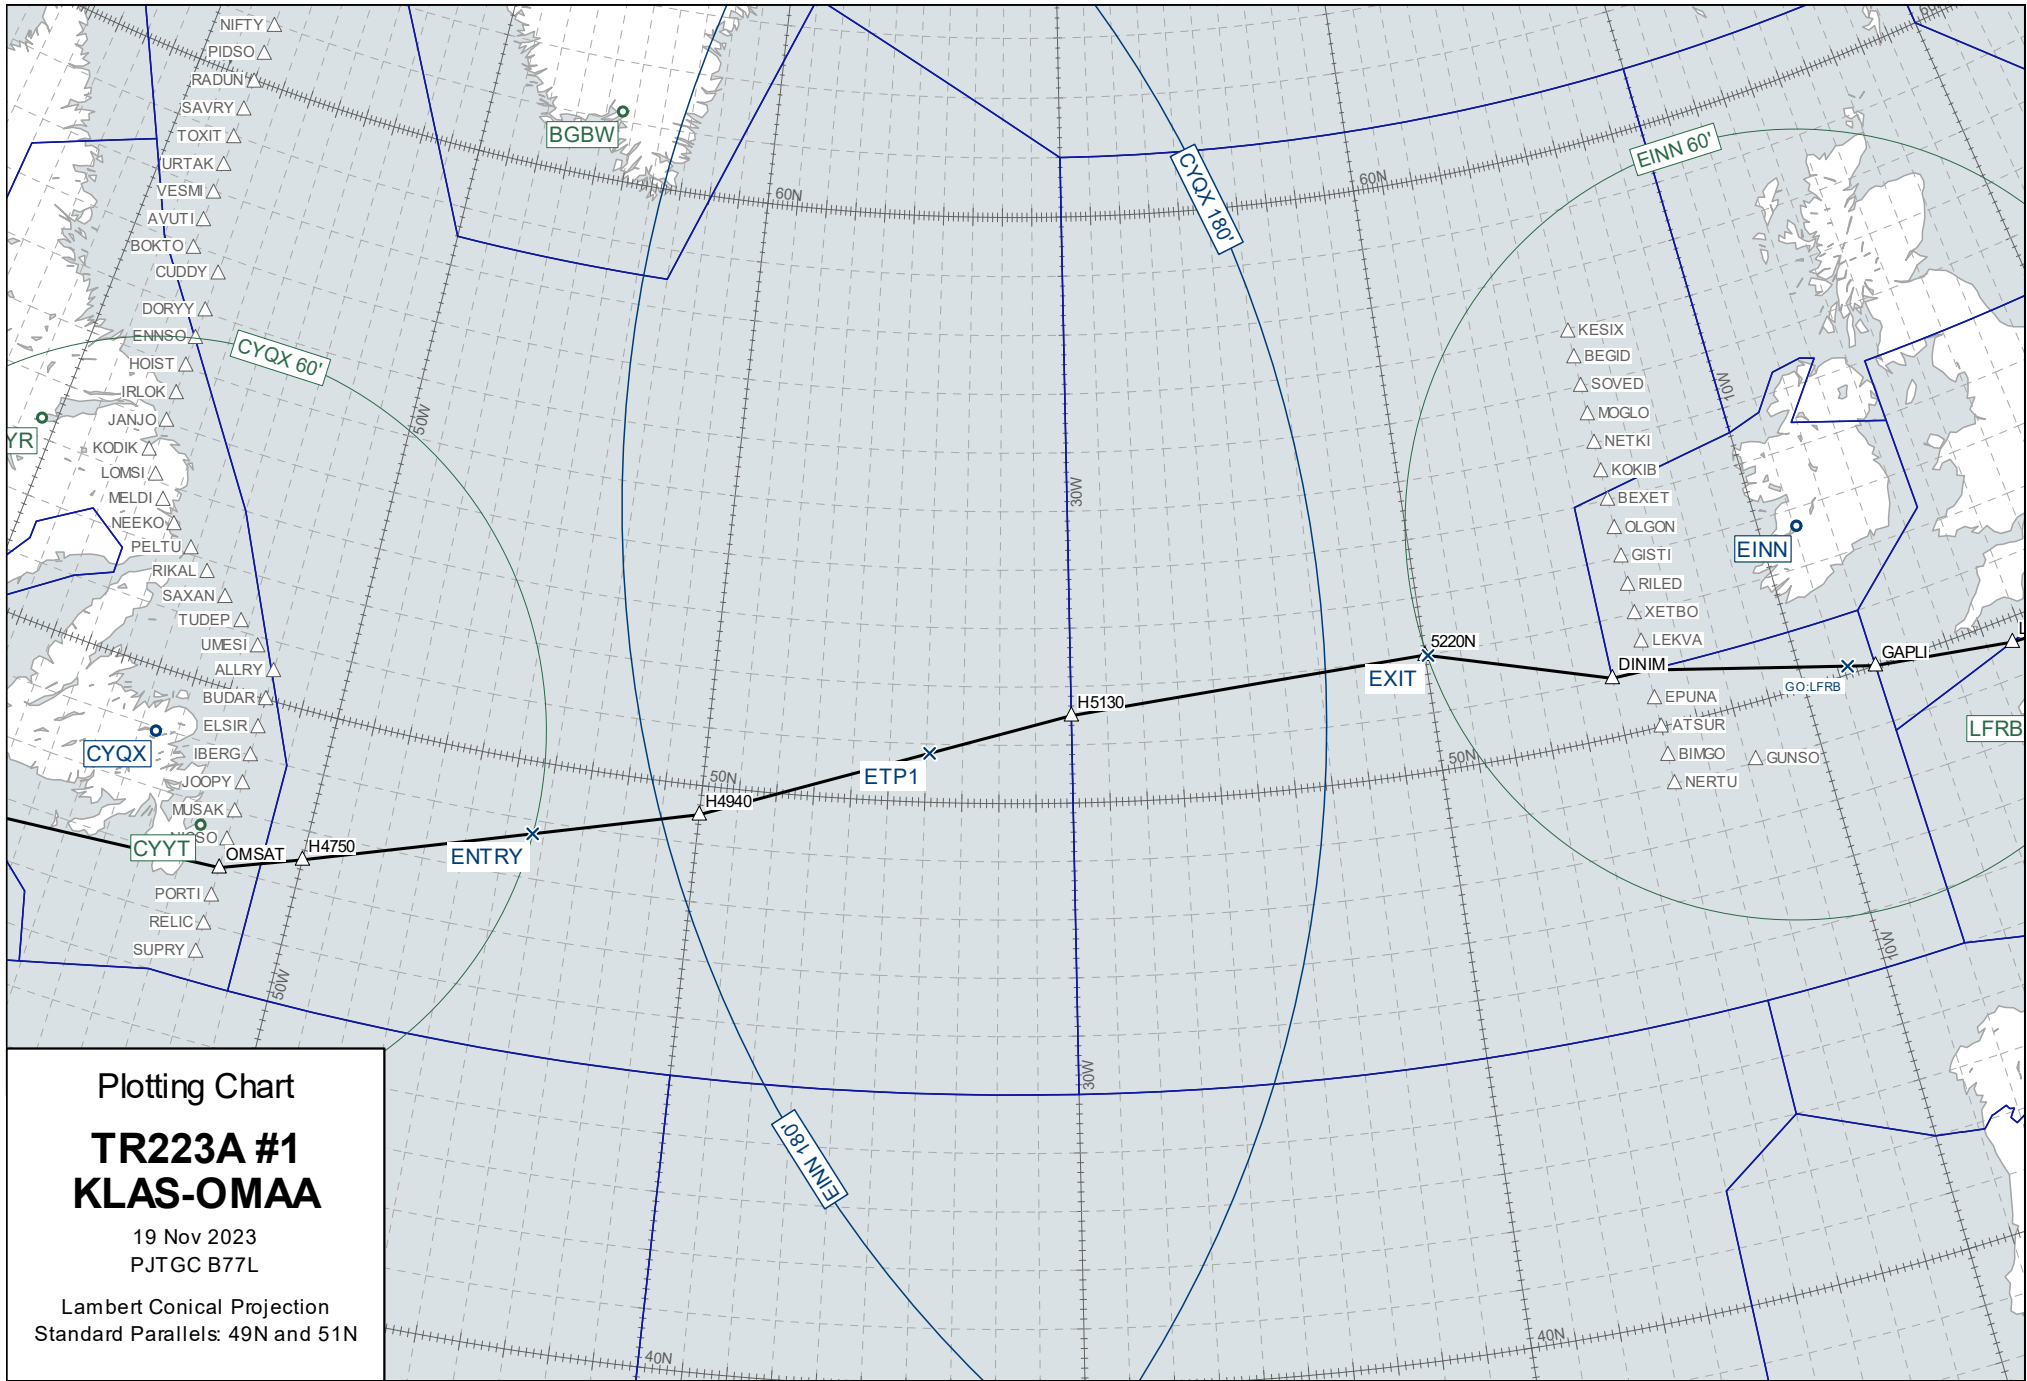 NIFTY
PIDSO
RADUN
SAVRY
TOXIT
URTAK
VESMI
AVUTI
BOKTO
CUDDY
DORYY
ENNSO
HOIST
IRLOK
JANJO
KODIK
LOMSI
MELDI
NEEKO
PELTU
RIKAL
SAXAN
TUDEP
UMESI
ALLRY
BUDAR
ELSIR
IBERG
JOOPY
MUSAK
PORTI
RELIC
SUPRY
YR
CYQX
CYYT
OMSAT
H4750
ENTRY
CYQX 60'
50W
50W
BGBW
60N
60N
CYQX 180'
EINN 60'
30W
30W
50N
50N
H4940
ETP1
H5130
EXIT
5220N
DINIM
GO:LFRB
GAPLI
L
LFRB
KESIX
BEGID
SOVED
MOGLO
NETKI
KOKIB
BEXET
OLGON
GISTI
RILED
XETBO
LEKVA
EPUNA
ATSUR
BIMGO
GUNSO
NERTU
EINN
10W
10W
EINN 180'
40N
40N
Plotting Chart
TR223A #1
KLAS-OMAA
19 Nov 2023
PJTGC B77L
Lambert Conical Projection
Standard Parallels: 49N and 51N